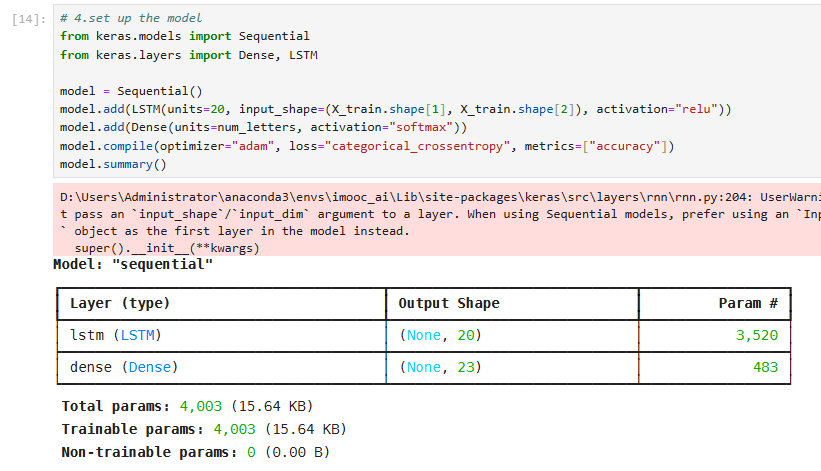 [14]:
# 4.set up the model
from keras.models import Sequential
from keras.layers import Dense, LSTM
model = Sequential()
model.add(LSTM(units=20, input_shape=(X_train.shape[1], X_train.shape[2]), activation="relu"))
model.add(Dense(units=num_letters, activation="softmax"))
model.compile(optimizer="adam", loss="categorical_crossentropy", metrics=["accuracy"])
model.summary()
D:\Users\Administrator\anaconda3\envs\imooc_ai\Lib\site-packages\keras\src\layers\rnn\rnn.py:204: UserWarni
t pass an `input_shape`/`input_dim` argument to a layer. When using Sequential models, prefer using an `Inp
` object as the first layer in the model instead.
super().__init__(**kwargs)
Model: "sequential"
Layer (type) Output Shape Param #
lstm (LSTM) (None, 20) 3,520
dense (Dense) (None, 23) 483
Total params: 4,003 (15.64 KB)
Trainable params: 4,003 (15.64 KB)
Non-trainable params: 0 (0.00 B)